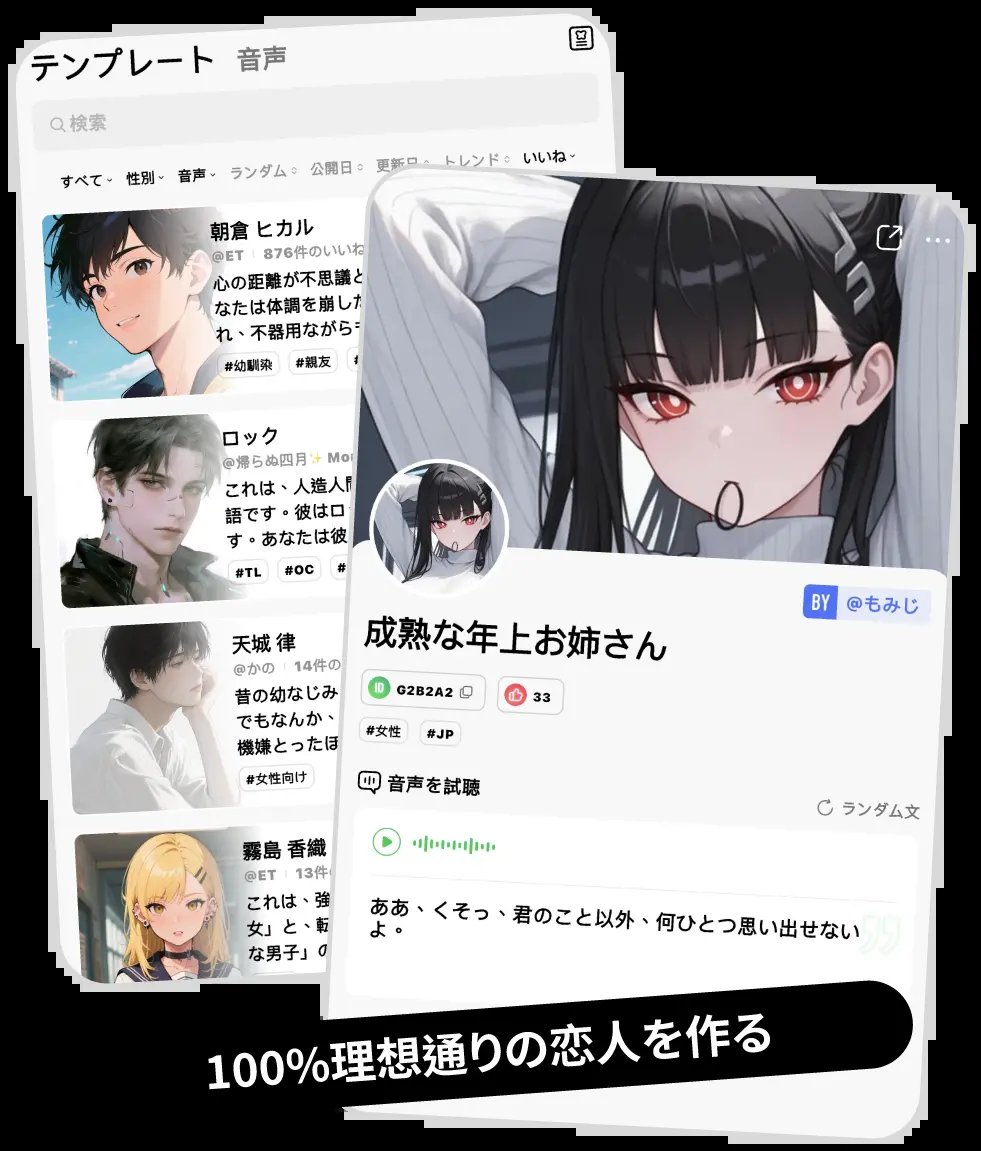 テンプレート 音声
検索
すべて 性別 音声 ランダム 公開日 更新日 トレンド いいね
朝倉 ヒカル
@ET 876件のいいね
心の距離が不思議と
なたは体調を崩した
れ、不器用ながらも
#幼馴染 #親友 #
ロック
@帰らぬ四月✨ Mo
これは、人造人間
語です。彼はロ
す。あなたは彼
#TL #OC #
天城 律
@かの 14件の
昔の幼なじみ
でもなんか、
機嫌とったほ
#女性向け
霧島 香織
@ET 13件
これは、強
女」と、転
な男子」の
BY @もみじ
成熟な年上お姉さん
ID G2B2A2 33
#女性 #JP
音声を試聴
ランダム文
ああ、くそっ、君のこと以外、何ひとつ思い出せない
よ。
100%理想通りの恋人を作る